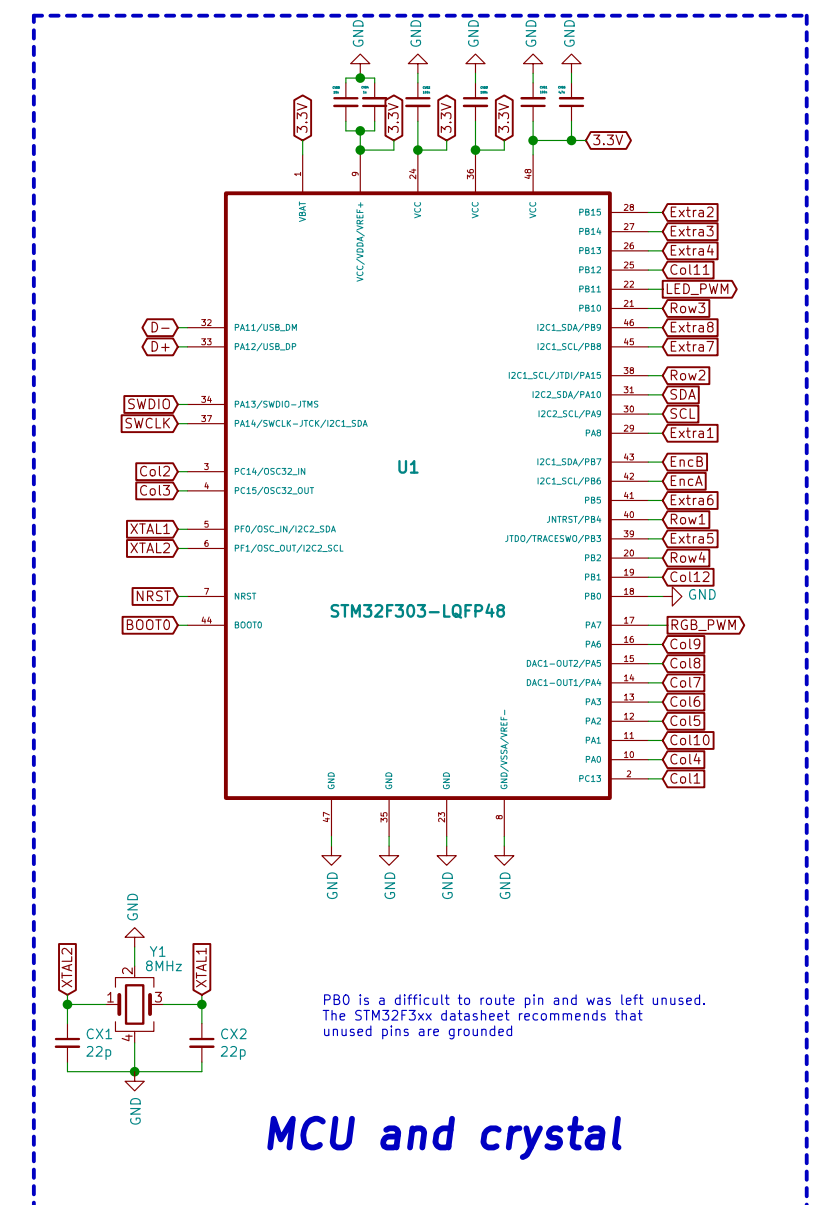 GND GND GND GND GND
3.3V 3.3V 3.3V 3.3V 3.3V
1 9 24 36 48
VBAT VCC/VDDA/VREF+ VCC VCC VCC
PB15 28 Extra2
PB14 27 Extra3
PB13 26 Extra4
PB12 25 Col11
PB11 22 LED_PWM
PB10 21 Row3
D- 32 PA11/USB_DM I2C1_SDA/PB9 46 Extra8
D+ 33 PA12/USB_DP I2C1_SCL/PB8 45 Extra7
I2C1_SCL/JTDI/PA15 38 Row2
I2C2_SDA/PA10 31 SDA
SWDIO 34 PA13/SWDIO-JTMS I2C2_SCL/PA9 30 SCL
SWCLK 37 PA14/SWCLK-JTCK/I2C1_SDA PA8 29 Extra1
U1
I2C1_SDA/PB7 43 EncB
Col2 3 PC14/OSC32_IN I2C1_SCL/PB6 42 EncA
Col3 4 PC15/OSC32_OUT PB5 41 Extra6
JNTRST/PB4 40 Row1
XTAL1 5 PF0/OSC_IN/I2C2_SDA JTDO/TRACESWO/PB3 39 Extra5
XTAL2 6 PF1/OSC_OUT/I2C2_SCL PB2 20 Row4
PB1 19 Col12
NRST 7 NRST PB0 18 GND
STM32F303-LQFP48
BOOT0 44 BOOT0 PA7 17 RGB_PWM
PA6 16 Col9
DAC1-OUT2/PA5 15 Col8
DAC1-OUT1/PA4 14 Col7
PA3 13 Col6
PA2 12 Col5
PA1 11 Col10
PA0 10 Col4
PC13 2 Col1
GND GND GND GND/VSSA/VREF-
47 35 23 8
GND GND GND GND
GND
XTAL2 Y1 XTAL1
8MHz
2
1 3
4
CX1 CX2
22p 22p
GND
PB0 is a difficult to route pin and was left unused.
The STM32F3xx datasheet recommends that
unused pins are grounded
MCU and crystal